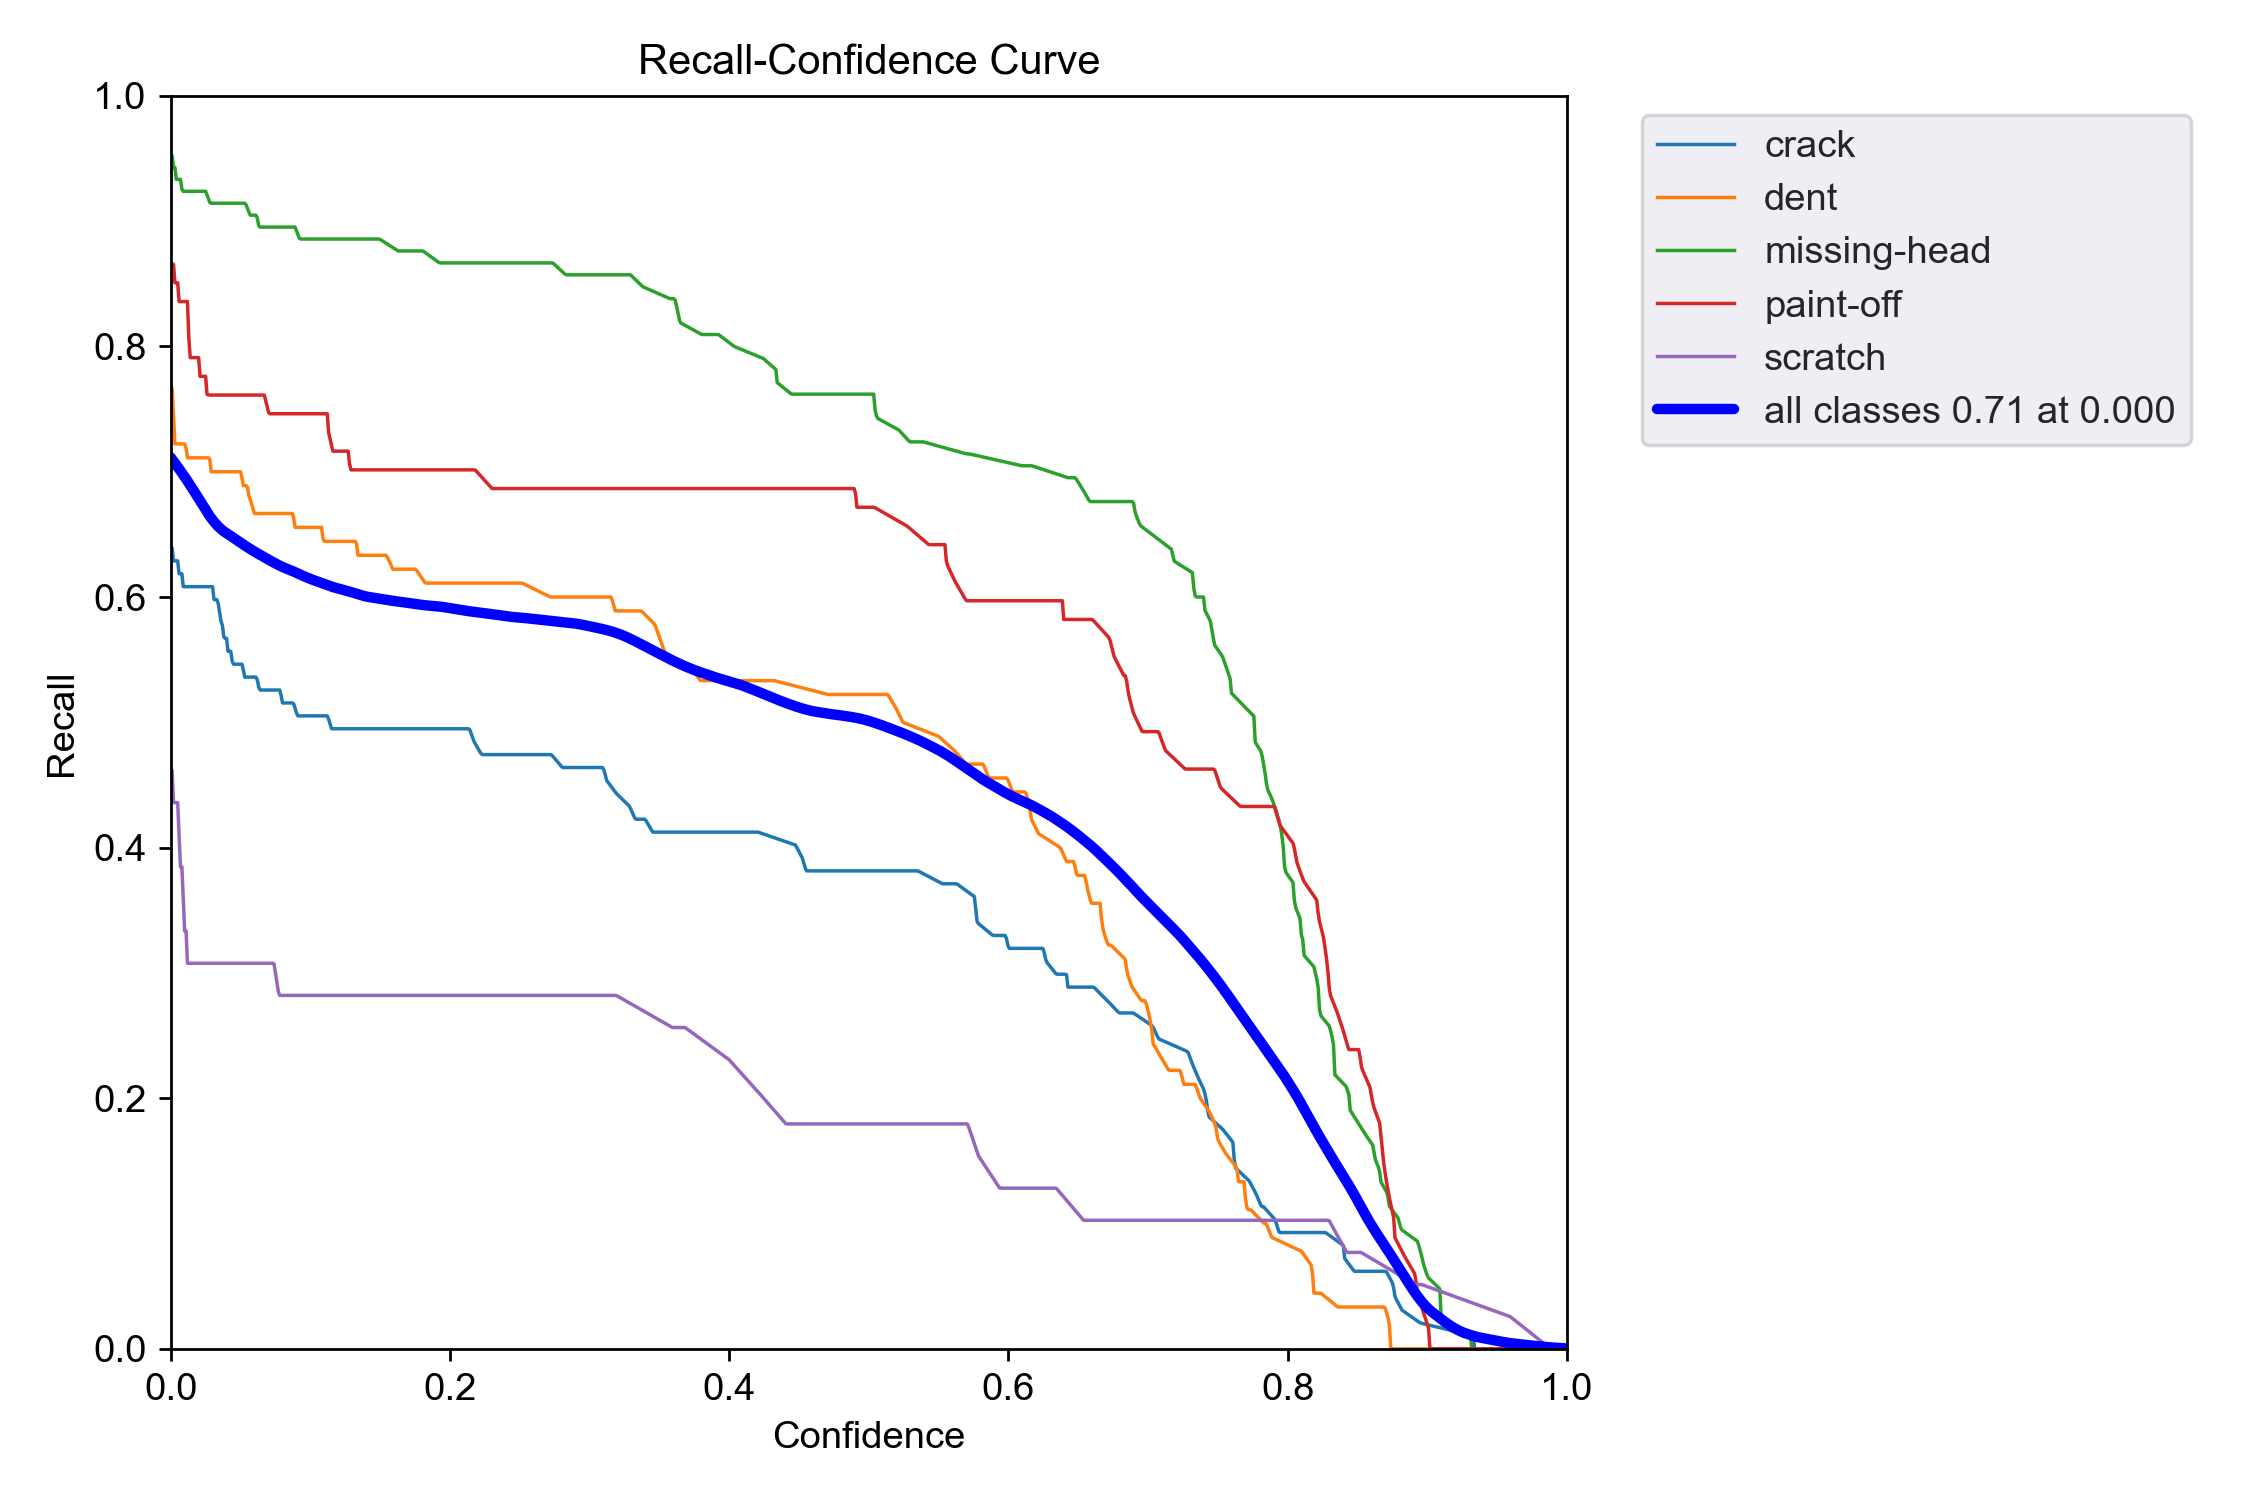 Recall-Confidence Curve
1.0
0.8
0.6
0.4
0.2
0.0
Recall
0.0 0.2 0.4 0.6 0.8 1.0
Confidence
crack
dent
missing-head
paint-off
scratch
all classes 0.71 at 0.000